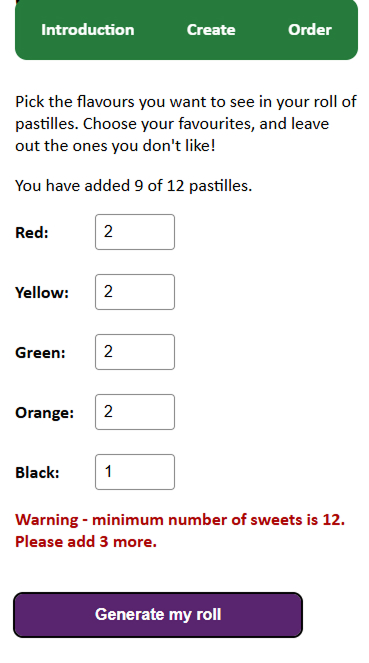 Introduction Create Order
Pick the flavours you want to see in your roll of
pastilles. Choose your favourites, and leave
out the ones you don't like!
You have added 9 of 12 pastilles.
Red: 2
Yellow: 2
Green: 2
Orange: 2
Black: 1
Warning - minimum number of sweets is 12.
Please add 3 more.
Generate my roll